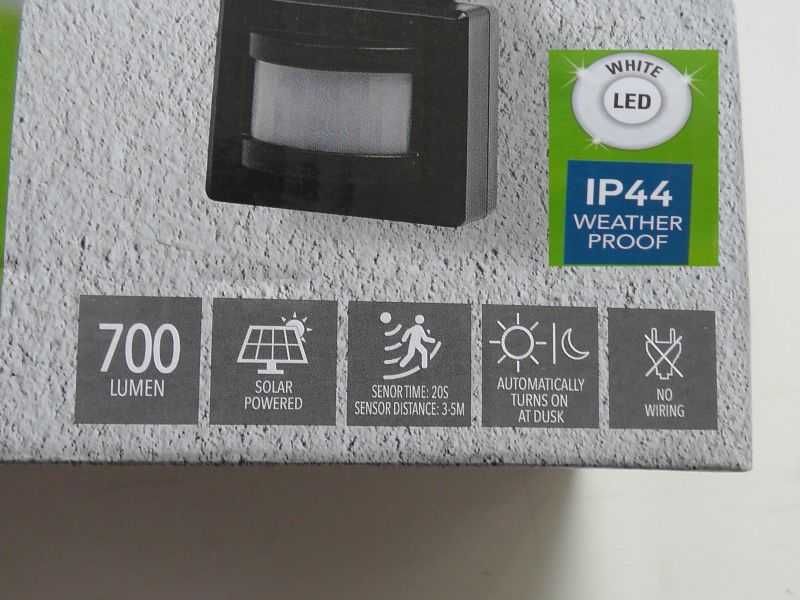 WHITE
LED
IP44
WEATHER
PROOF
700
LUMEN
SOLAR
POWERED
SENOR TIME: 20S
SENSOR DISTANCE: 3-5M
AUTOMATICALLY
TURNS ON
AT DUSK
NO
WIRING